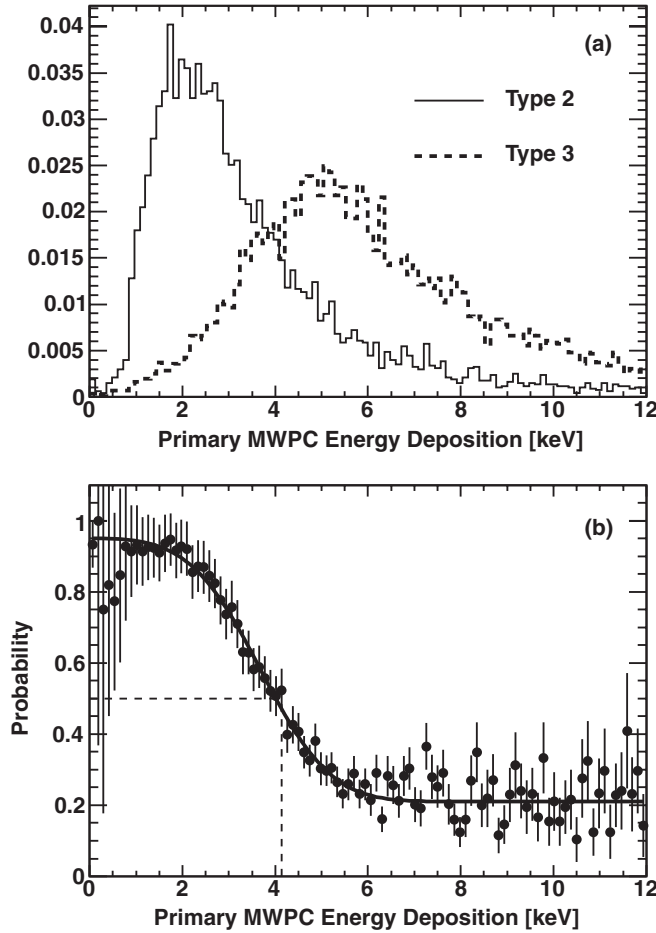 (a)
Type 2
Type 3
0.04
0.035
0.03
0.025
0.02
0.015
0.01
0.005
0
0 2 4 6 8 10 12
Primary MWPC Energy Deposition [keV]
(b)
Probability
1
0.8
0.6
0.4
0.2
0
0 2 4 6 8 10 12
Primary MWPC Energy Deposition [keV]